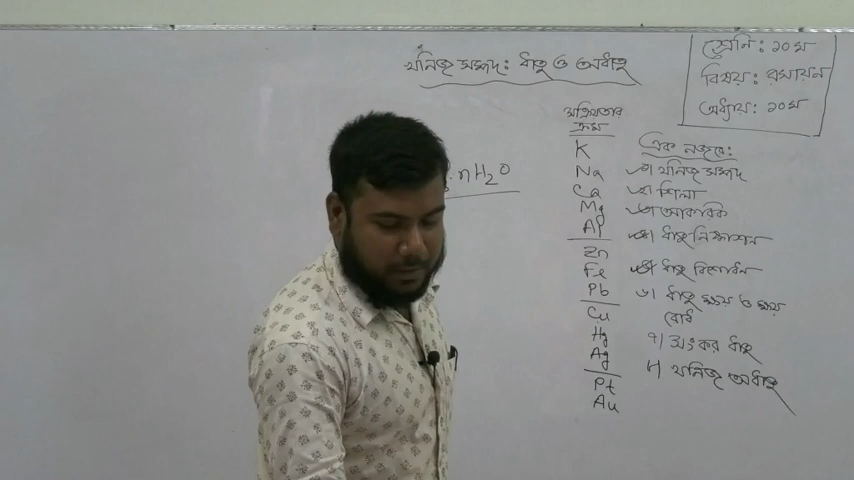 খনিজ সম্পদ: ধাতু ও অধাতু
শ্রেনি: ১০ম
বিষয়: রসায়ন
অধ্যায়: ১০ম
সক্রিয়তার
ক্রম
K
Na
Ca
Mg
Al
Zn
Fe
Pb
Cu
Hg
Ag
Pt
Au
এক নজরে:
১। খনিজ সম্পদ
২। শিলা
৩। আকরিক
৪। ধাতু নিষ্কাশন
৫। ধাতু বিশোধন
৬। ধাতু ক্ষয় ও ক্ষয়
রোধ
৭। সংকর ধাতু
৮। খনিজ অধাতু
. nH2O